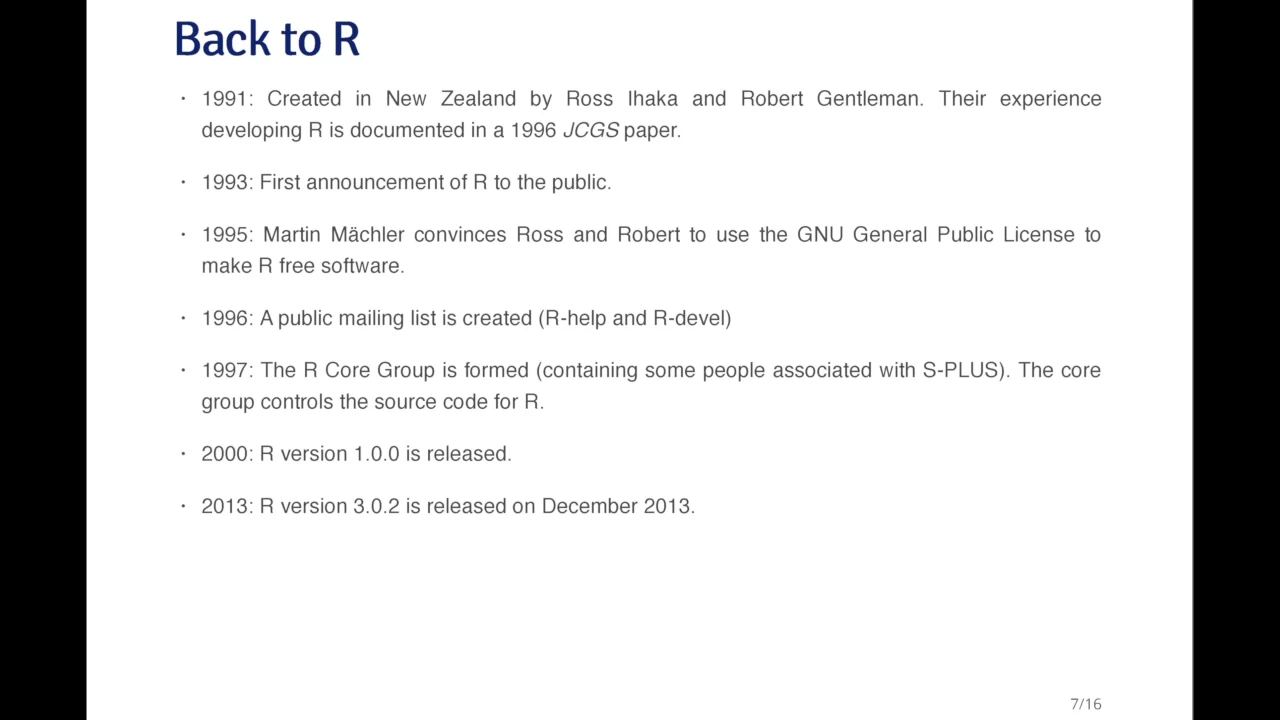 Back to R
· 1991: Created in New Zealand by Ross Ihaka and Robert Gentleman. Their experience
developing R is documented in a 1996 JCGS paper.
· 1993: First announcement of R to the public.
· 1995: Martin Mächler convinces Ross and Robert to use the GNU General Public License to
make R free software.
· 1996: A public mailing list is created (R-help and R-devel)
· 1997: The R Core Group is formed (containing some people associated with S-PLUS). The core
group controls the source code for R.
· 2000: R version 1.0.0 is released.
· 2013: R version 3.0.2 is released on December 2013.
7/16